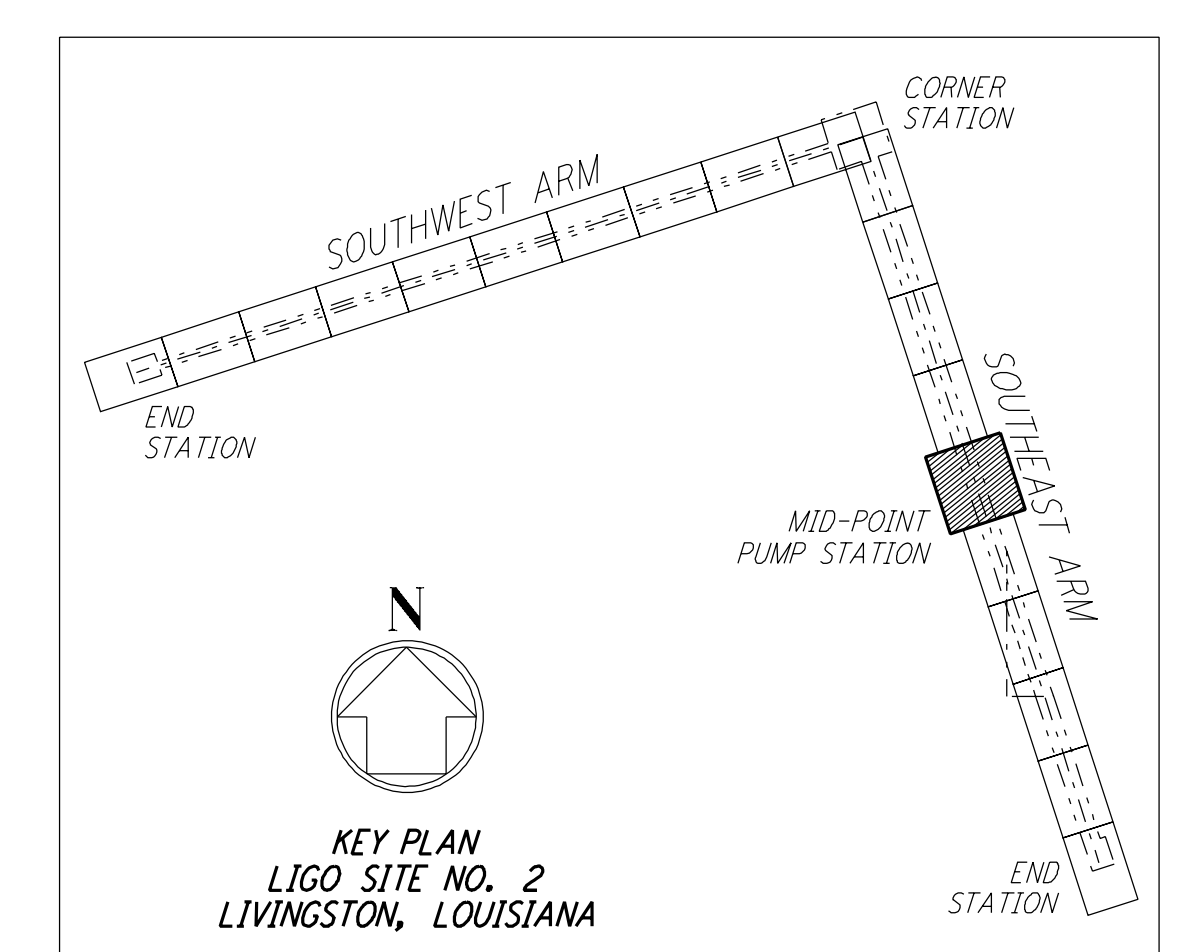 CORNER
STATION
SOUTHWEST ARM
END
STATION
SOUTHEAST ARM
MID-POINT
PUMP STATION
N
KEY PLAN
LIGO SITE NO. 2
LIVINGSTON, LOUISIANA
END
STATION